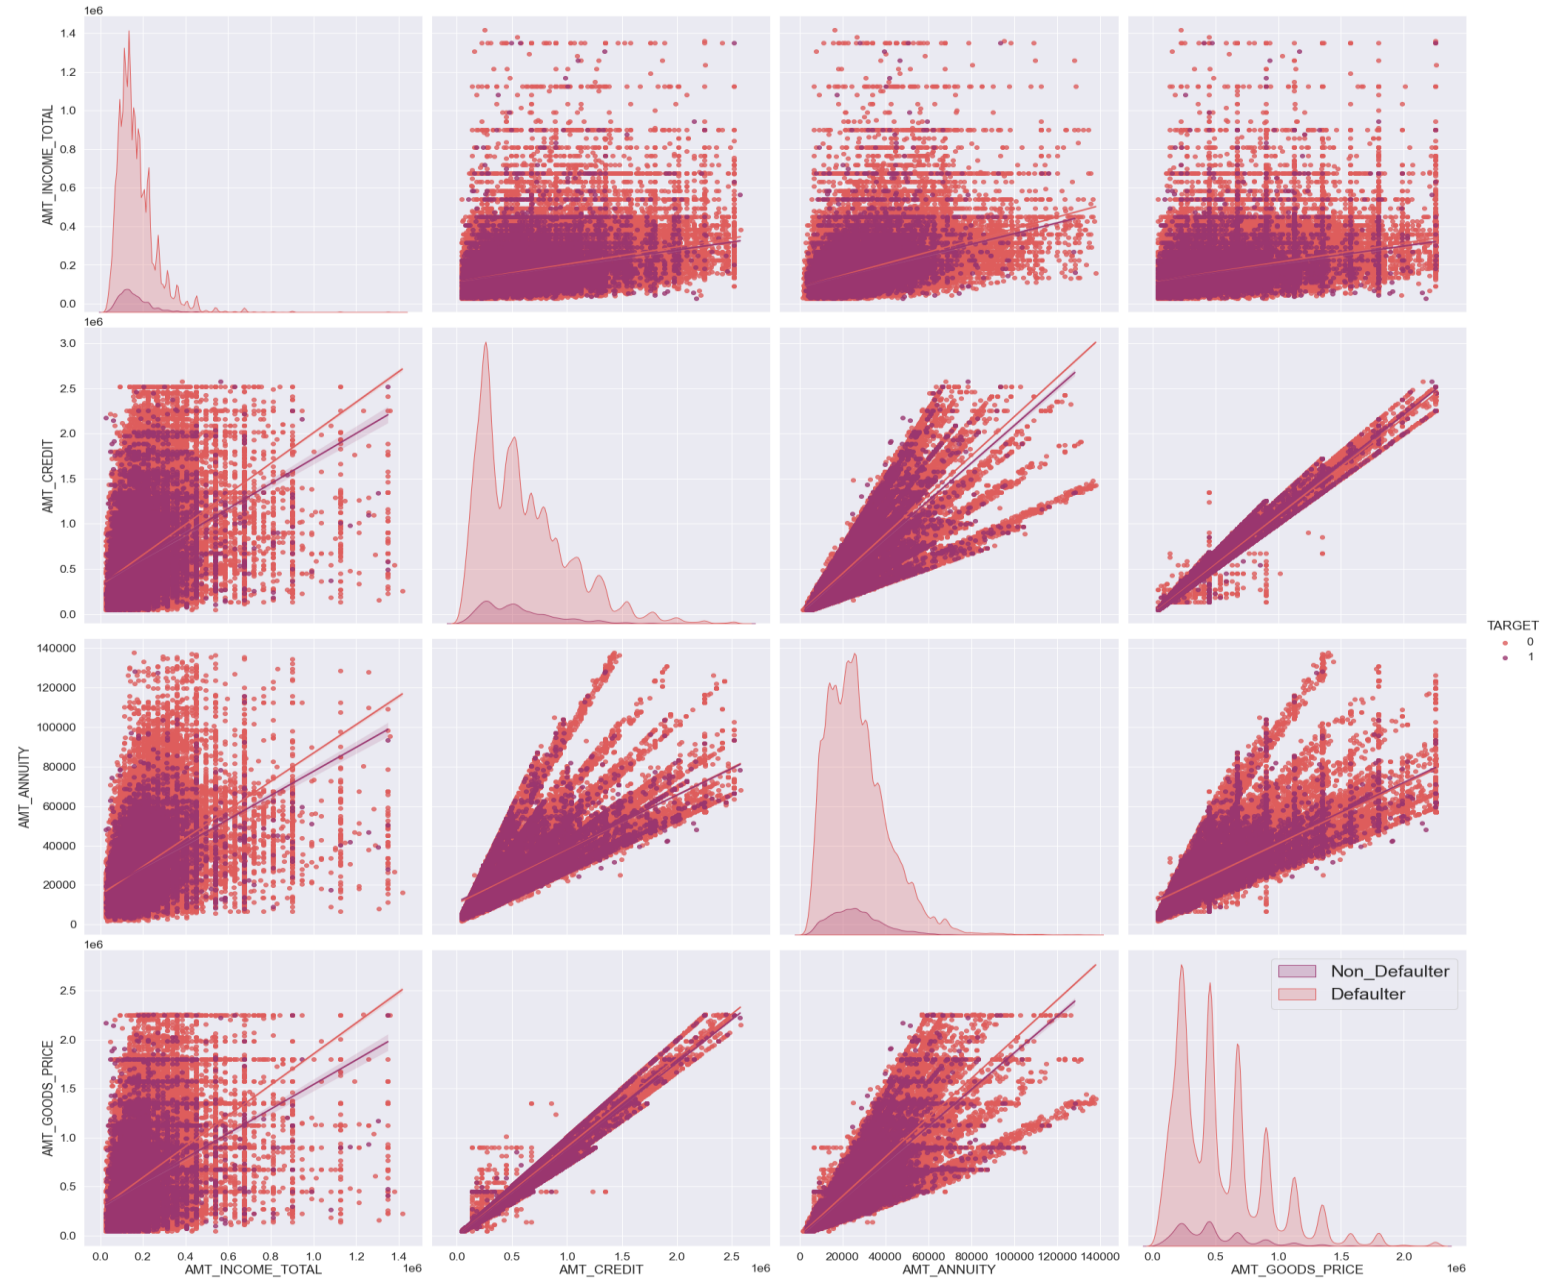 1e6
1.4
1.2
1.0
0.8
0.6
0.4
0.2
0.0
AMT_INCOME_TOTAL
1e6
3.0
2.5
2.0
1.5
1.0
0.5
0.0
AMT_CREDIT
TARGET
0
1
140000
120000
100000
80000
60000
40000
20000
0
AMT_ANNUITY
1e6
2.5
2.0
1.5
1.0
0.5
0.0
AMT_GOODS_PRICE
Non_Defaulter
Defaulter
0.0 0.2 0.4 0.6 0.8 1.0 1.2 1.4
AMT_INCOME_TOTAL 1e6
0.0 0.5 1.0 1.5 2.0 2.5
AMT_CREDIT 1e6
0 20000 40000 60000 80000 100000 120000 140000
AMT_ANNUITY
0.0 0.5 1.0 1.5 2.0
AMT_GOODS_PRICE 1e6